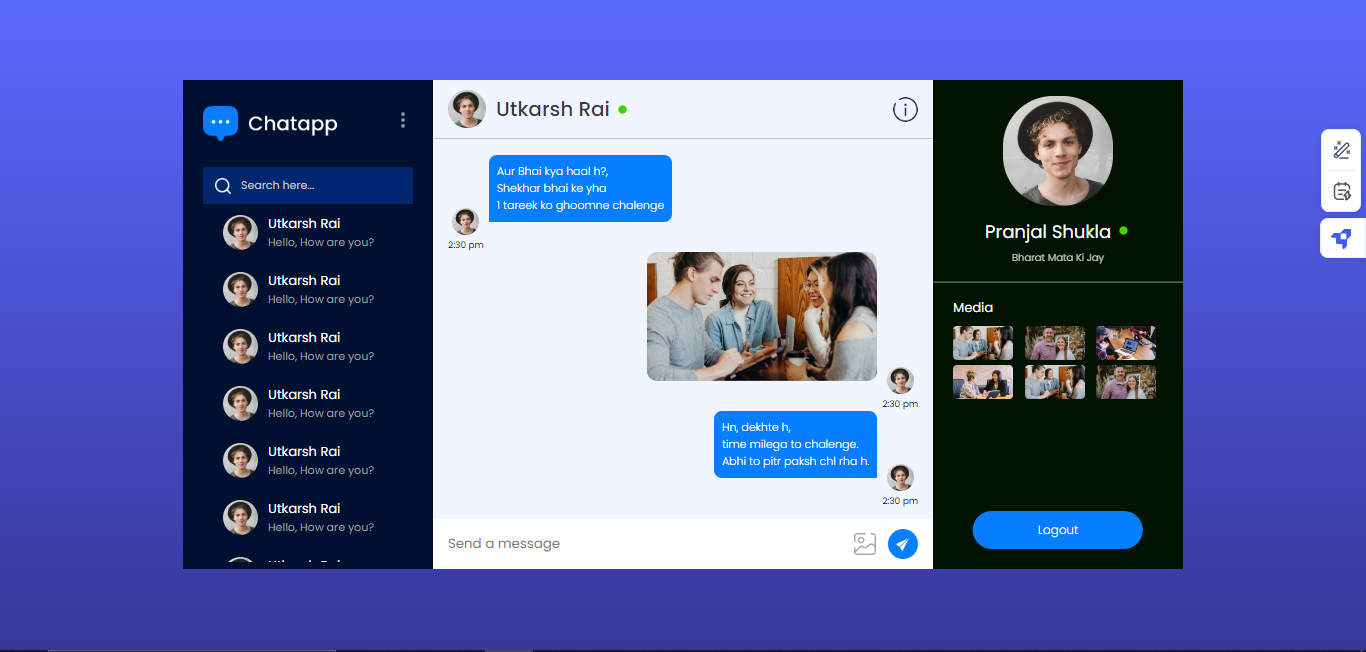 Chatapp
Search here...
Utkarsh Rai
Hello, How are you?
Utkarsh Rai
Hello, How are you?
Utkarsh Rai
Hello, How are you?
Utkarsh Rai
Hello, How are you?
Utkarsh Rai
Hello, How are you?
Utkarsh Rai
Hello, How are you?
Utkarsh Rai
Aur Bhai kya haal h?,
Shekhar bhai ke yha
1 tareek ko ghoomne chalenge
2:30 pm
2:30 pm
Hn, dekhte h,
time milega to chalenge.
Abhi to pitr paksh chl rha h.
2:30 pm
Send a message
Pranjal Shukla
Bharat Mata Ki Jay
Media
Logout